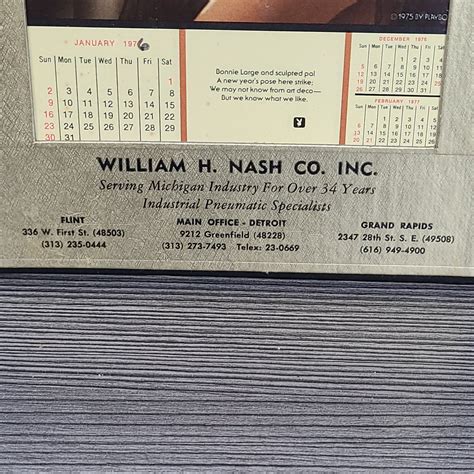 © 1975 BY PLAYBO
JANUARY 1976
SUN MON TUE WED THU FRI SAT
1
2 3 4 5 6 7 8
9 10 11 12 13 14 15
16 17 18 19 20 21 22
23 24 25 26 27 28 29
30 31
Bonnie Large and sculpted pal
A new year's pose here strike:
We may not know from art deco—
But we know what we like.
DECEMBER 1976
FEBRUARY 1977
WILLIAM H. NASH CO. INC.
Serving Michigan Industry For Over 34 Years
Industrial Pneumatic Specialists
FLINT
336 W. First St. (48503)
(313) 235-0444
MAIN OFFICE - DETROIT
9212 Greenfield (48228)
(313) 273-7493 Telex: 23-0669
GRAND RAPIDS
2347 28th St. S. E. (49508)
(616) 949-4900